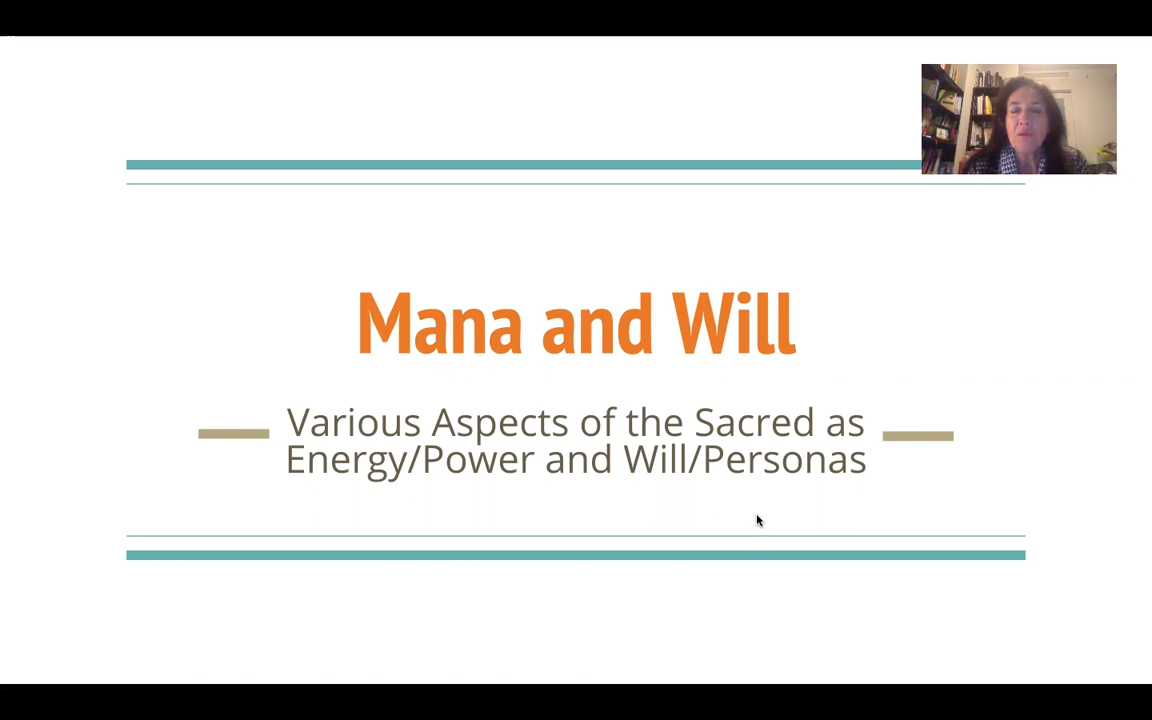 Mana and Will
Various Aspects of the Sacred as
Energy/Power and Will/Personas